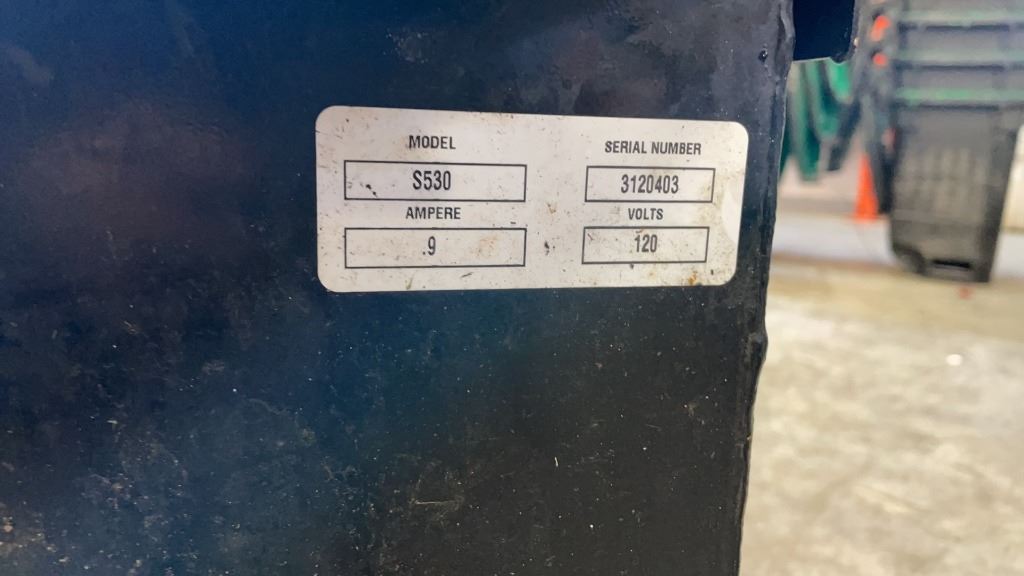 MODEL
SERIAL NUMBER
S530
3120403
AMPERE
VOLTS
.9
120